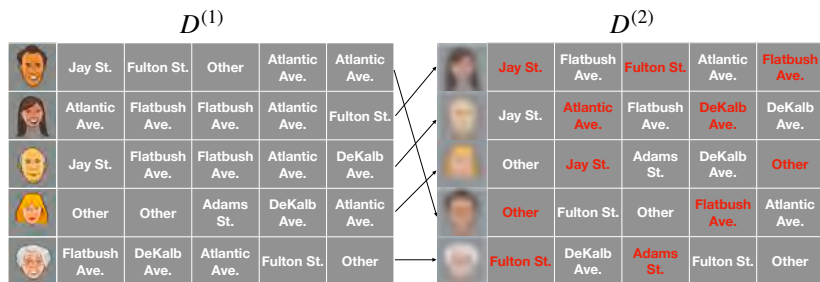 D(1) D(2)
Jay St. Fulton St. Other Atlantic Ave. Atlantic Ave. Jay St. Flatbush Ave. Fulton St. Atlantic Ave. Flatbush Ave.
Atlantic Ave. Flatbush Ave. Flatbush Ave. Atlantic Ave. Fulton St. Jay St. Atlantic Ave. Flatbush Ave. DeKalb Ave. DeKalb Ave.
Jay St. Flatbush Ave. Flatbush Ave. Atlantic Ave. DeKalb Ave. Other Jay St. Adams St. DeKalb Ave. Other
Other Other Adams St. DeKalb Ave. Atlantic Ave. Other Fulton St. Other Flatbush Ave. Atlantic Ave.
Flatbush Ave. DeKalb Ave. Atlantic Ave. Fulton St. Other Fulton St. DeKalb Ave. Adams St. Fulton St. Other